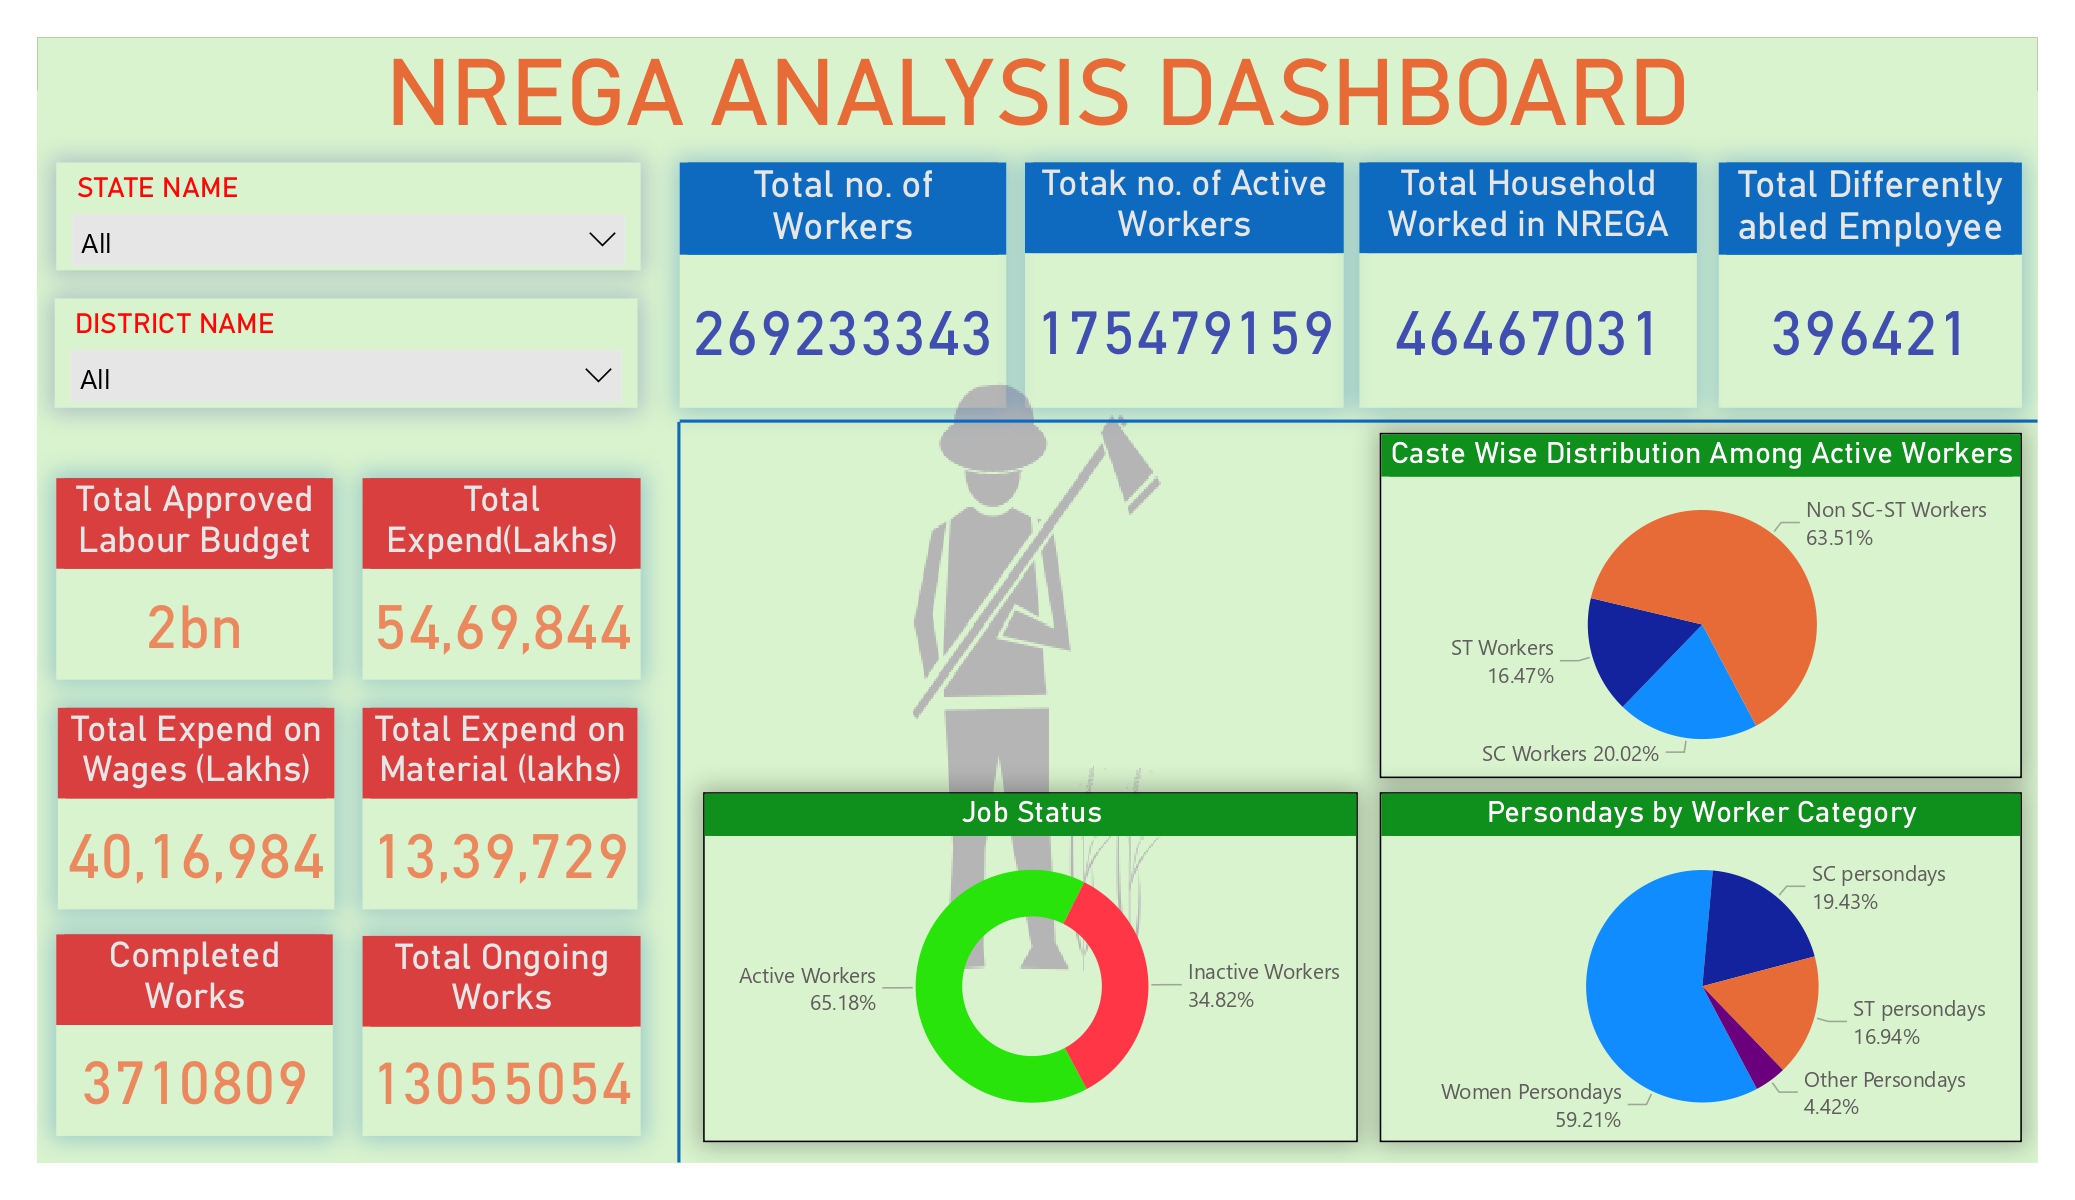 NREGA ANALYSIS DASHBOARD
STATE NAME
All
DISTRICT NAME
All
Total no. of
Workers
269233343
Totak no. of Active
Workers
175479159
Total Household
Worked in NREGA
46467031
Total Differently
abled Employee
396421
Total Approved
Labour Budget
2bn
Total
Expend(Lakhs)
54,69,844
Total Expend on
Wages (Lakhs)
40,16,984
Total Expend on
Material (lakhs)
13,39,729
Completed
Works
3710809
Total Ongoing
Works
13055054
Caste Wise Distribution Among Active Workers
Non SC-ST Workers
63.51%
ST Workers
16.47%
SC Workers 20.02%
Job Status
Active Workers
65.18%
Inactive Workers
34.82%
Persondays by Worker Category
SC persondays
19.43%
ST persondays
16.94%
Other Persondays
4.42%
Women Persondays
59.21%